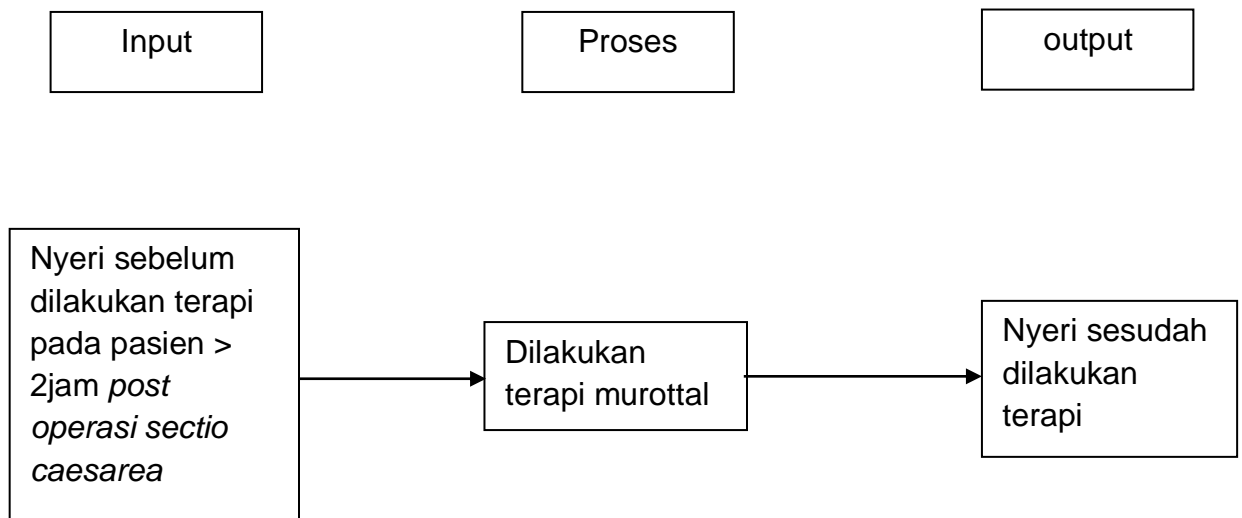 Input
Proses
output
Nyeri sebelum
dilakukan terapi
pada pasien >
2jam post
operasi sectio
caesarea
Dilakukan
terapi murottal
Nyeri sesudah
dilakukan
terapi